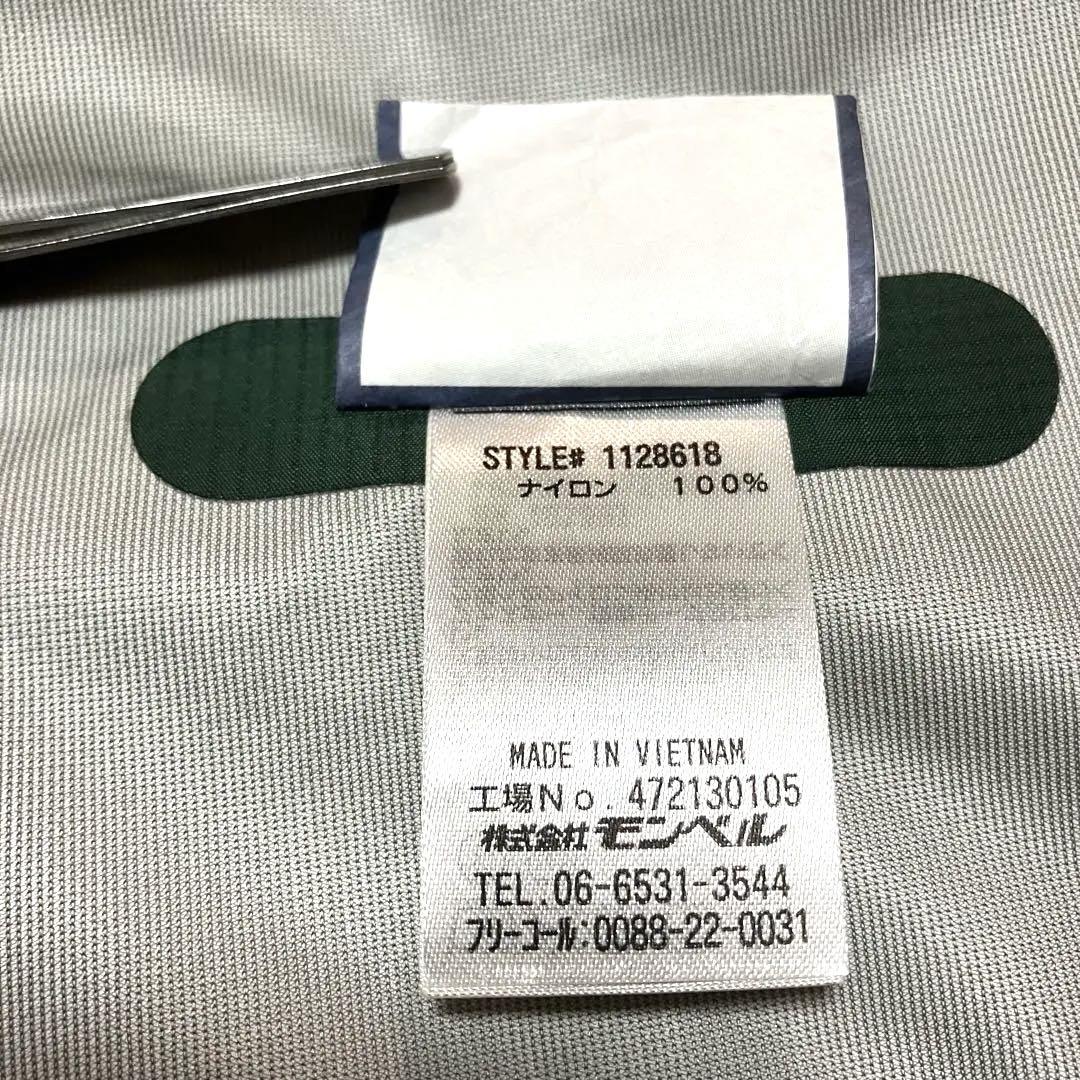 STYLE# 1128618
ナイロン 100%
MADE IN VIETNAM
工場No. 472130105
株式会社 モンベル
TEL.06-6531-3544
フリーコール:0088-22-0031